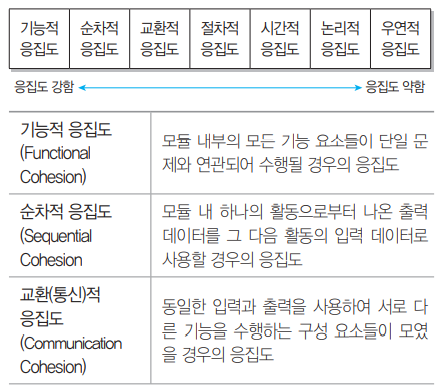 기능적 응집도 순차적 응집도 교환적 응집도 절차적 응집도 시간적 응집도 논리적 응집도 우연적 응집도
응집도 강함 응집도 약함
기능적 응집도
(Functional
Cohesion)
모듈 내부의 모든 기능 요소들이 단일 문
제와 연관되어 수행될 경우의 응집도
순차적 응집도
(Sequential
Cohesion
모듈 내 하나의 활동으로부터 나온 출력
데이터를 그 다음 활동의 입력 데이터로
사용할 경우의 응집도
교환(통신)적
응집도
(Communication
Cohesion)
동일한 입력과 출력을 사용하여 서로 다
른 기능을 수행하는 구성 요소들이 모였
을 경우의 응집도